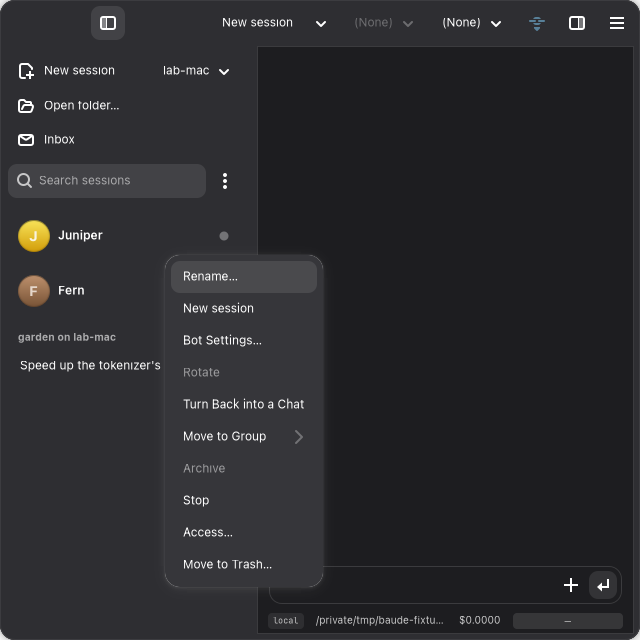 New session (None) (None)
New session lab-mac
Open folder...
Inbox
Search sessions
J Juniper
F Fern
garden on lab-mac
Speed up the tokenizer's
Rename...
New session
Bot Settings...
Rotate
Turn Back into a Chat
Move to Group
Archive
Stop
Access...
Move to Trash...
local /private/tmp/baude-fixtu... $0.0000 —